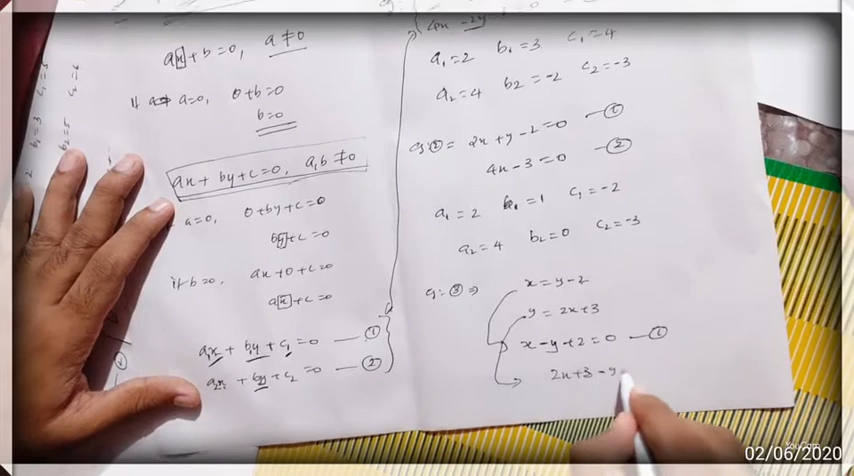 ax+b=0, a≠0
a=0, 0+b=0
b=0
ax+by+c=0, a,b ≠0
a=0, 0+by+c=0
by+c=0
if b=0, ax+0+c=0
ax+c=0
a₁x + b₁y + c₁=0 — ①
+ c₂=0 — ②
a₁=2 b₁=3 c₁=4
a₂=4 b₂=-2 c₂=-3
2x+y-2=0 — ①
4x-3=0 — ②
a₁=2 b₁=1 c₁=-2
a₂=4 b₂=0 c₂=-3
③ ⇒ x=y-2
y=2x+3
x-y+2=0 — ①
2x+3-y
YouCam
02/06/2020